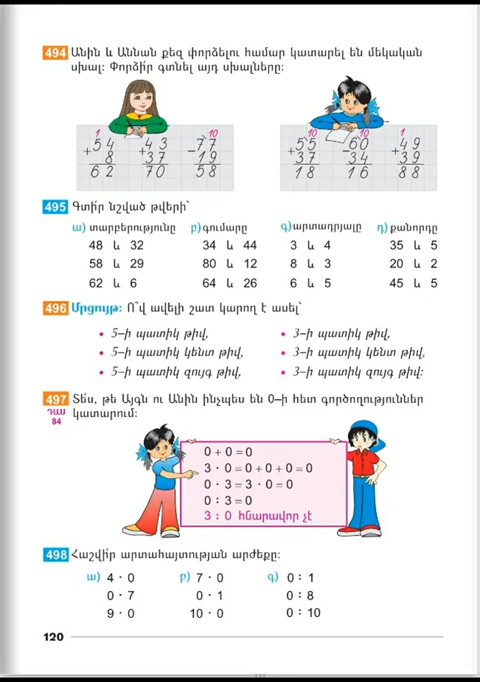 494 Անին և Աննան քեզ փորձելու համար կատարել են մեկական
սխալ: Փորձի՛ր գտնել այդ սխալները:
1 10 10 10 1
+54 +43 −77 +55 −60 +49
8 37 19 37 34 39
62 70 58 18 16 88
495 Գտի՛ր նշված թվերի՝
ա) տարբերությունը բ) գումարը գ) արտադրյալը դ) քանորդը
48 և 32 34 և 44 3 և 4 35 և 5
58 և 29 80 և 12 8 և 3 20 և 2
62 և 6 64 և 26 6 և 5 45 և 5
496 Մրցույթ: Ո՞վ ավելի շատ կարող է ասել՝
• 5–ի պատիկ թիվ, • 3–ի պատիկ թիվ,
• 5–ի պատիկ կենտ թիվ, • 3–ի պատիկ կենտ թիվ,
• 5–ի պատիկ զույգ թիվ, • 3–ի պատիկ զույգ թիվ:
497 Տե՛ս, թե Այգն ու Անին ինչպես են 0–ի հետ գործողություններ
ԴԱՍ 84 կատարում:
0 + 0 = 0
3 · 0 = 0 + 0 + 0 = 0
0 · 3 = 3 · 0 = 0
0 : 3 = 0
3 : 0 հնարավոր չէ
498 Հաշվի՛ր արտահայտության արժեքը:
ա) 4 · 0 բ) 7 · 0 գ) 0 : 1
0 · 7 0 · 1 0 : 8
9 · 0 10 · 0 0 : 10
120